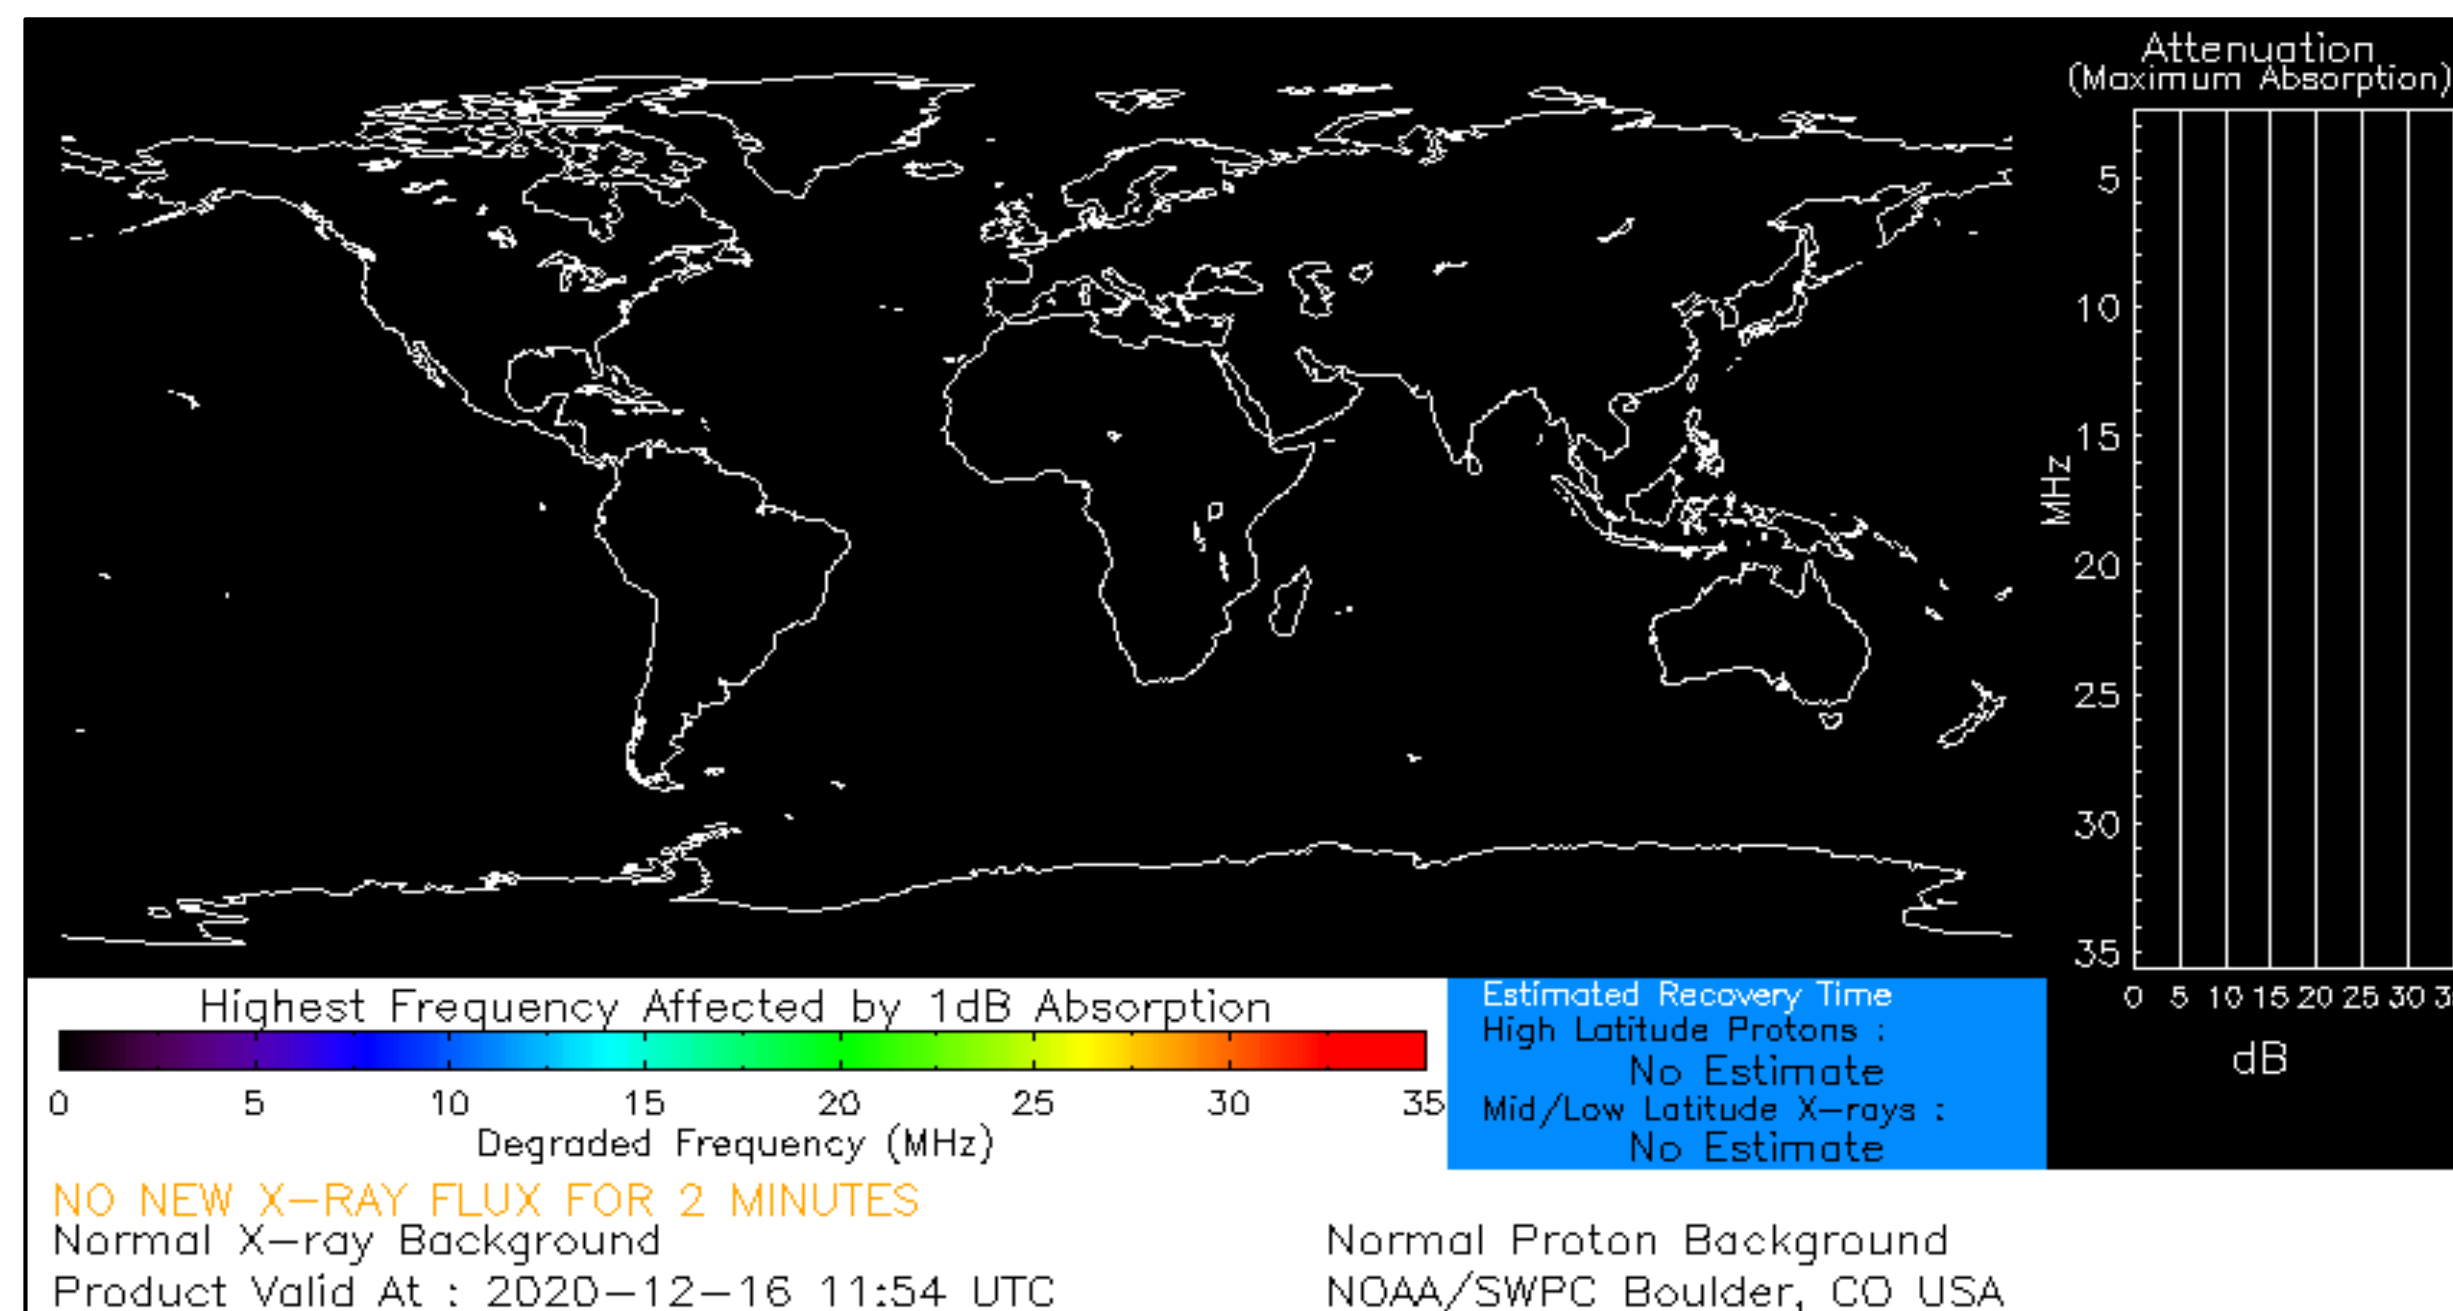 Attenuation
(Maximum Absorption)
5
10
15
20
25
30
35
MHz
0 5 10 15 20 25 30
dB
Highest Frequency Affected by 1dB Absorption
0 5 10 15 20 25 30 35
Degraded Frequency (MHz)
Estimated Recovery Time
High Latitude Protons :
No Estimate
Mid/Low Latitude X-rays :
No Estimate
NO NEW X-RAY FLUX FOR 2 MINUTES
Normal X-ray Background
Normal Proton Background
Product Valid At : 2020-12-16 11:54 UTC
NOAA/SWPC Boulder, CO USA